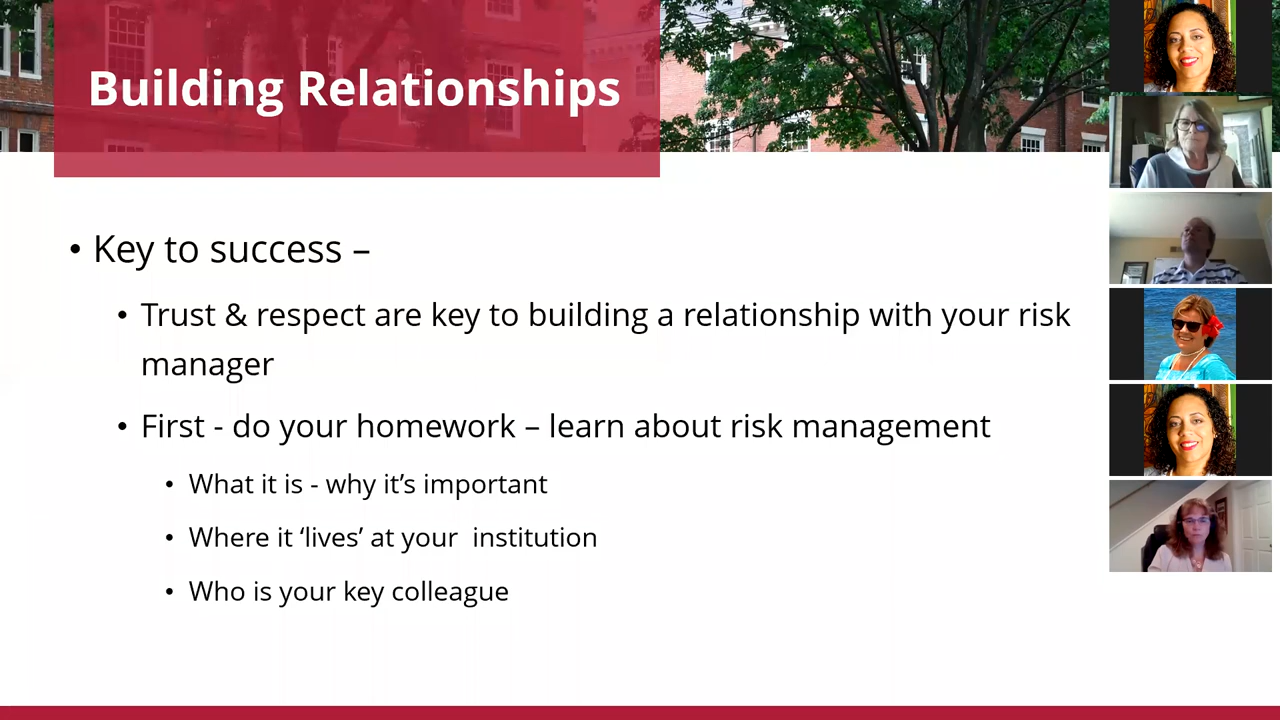 Building Relationships
• Key to success –
• Trust & respect are key to building a relationship with your risk
manager
• First - do your homework – learn about risk management
• What it is - why it’s important
• Where it ‘lives’ at your  institution
• Who is your key colleague